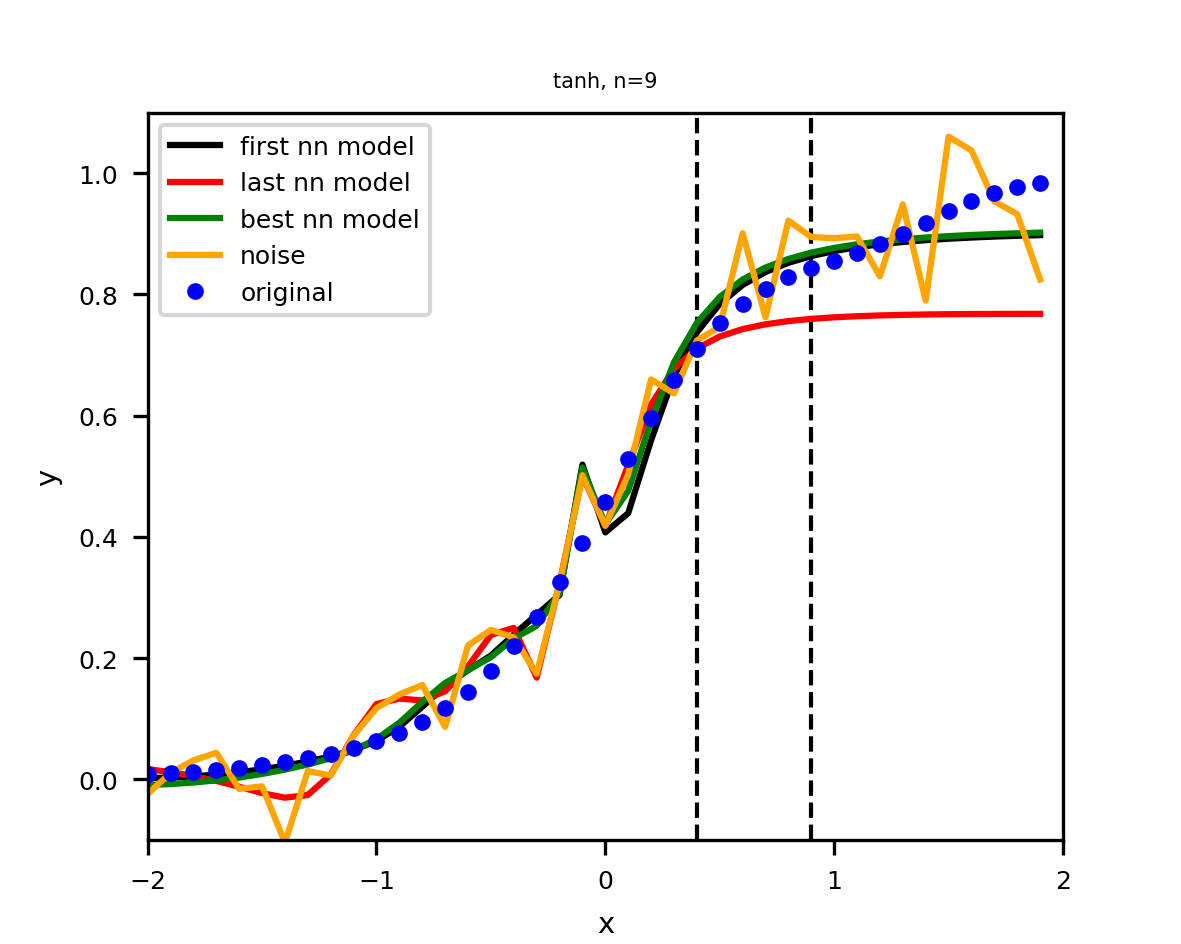 tanh, n=9
first nn model
last nn model
best nn model
noise
original
1.0
0.8
0.6
0.4
0.2
0.0
y
−2
−1
0
1
2
x